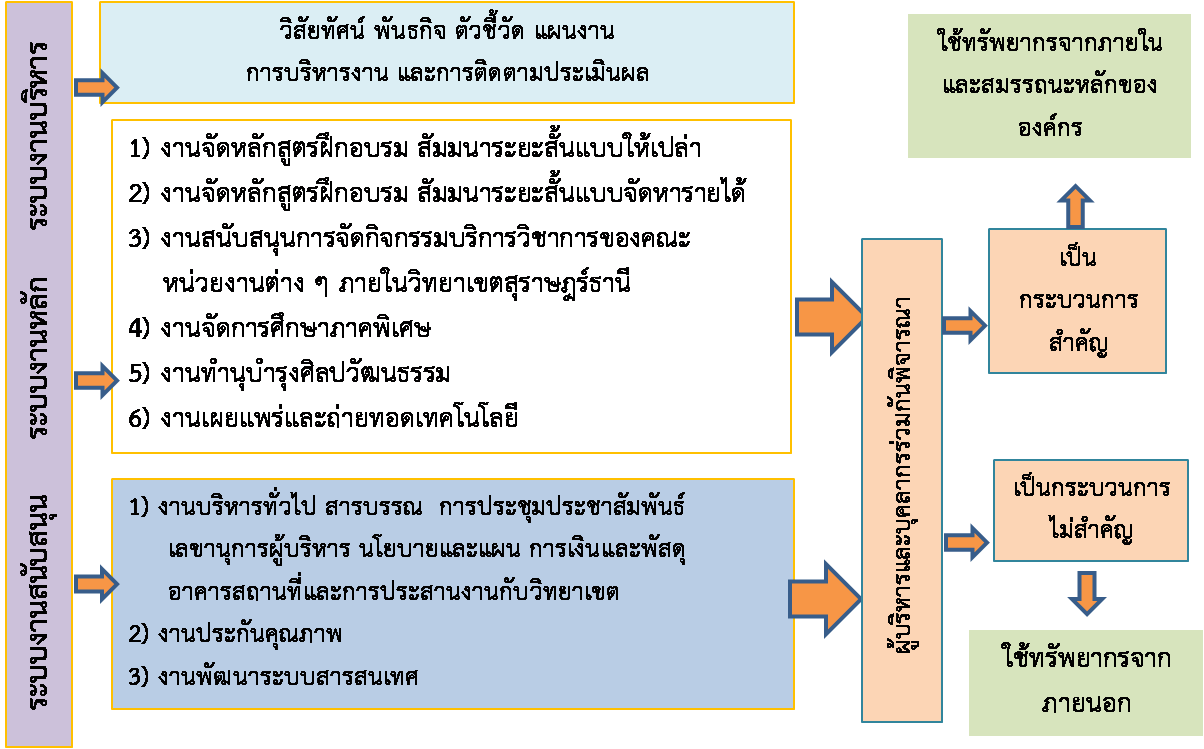 ระบบงานบริหาร
วิสัยทัศน์ พันธกิจ ตัวชี้วัด แผนงาน
การบริหารงาน และการติดตามประเมินผล
ระบบงานหลัก
1) งานจัดหลักสูตรฝึกอบรม สัมมนาระยะสั้นแบบให้เปล่า
2) งานจัดหลักสูตรฝึกอบรม สัมมนาระยะสั้นแบบจัดหารายได้
3) งานสนับสนุนการจัดกิจกรรมบริการวิชาการของคณะ
หน่วยงานต่าง ๆ ภายในวิทยาเขตสุราษฎร์ธานี
4) งานจัดการศึกษาภาคพิเศษ
5) งานทำนุบำรุงศิลปวัฒนธรรม
6) งานเผยแพร่และถ่ายทอดเทคโนโลยี
ระบบงานสนับสนุน
1) งานบริหารทั่วไป สารบรรณ การประชุมประชาสัมพันธ์
เลขานุการผู้บริหาร นโยบายและแผน การเงินและพัสดุ
อาคารสถานที่และการประสานงานกับวิทยาเขต
2) งานประกันคุณภาพ
3) งานพัฒนาระบบสารสนเทศ
ผู้บริหารและบุคลากรร่วมกันพิจารณา
ใช้ทรัพยากรจากภายใน
และสมรรถนะหลักของ
องค์กร
เป็น
กระบวนการ
สำคัญ
เป็นกระบวนการ
ไม่สำคัญ
ใช้ทรัพยากรจาก
ภายนอก